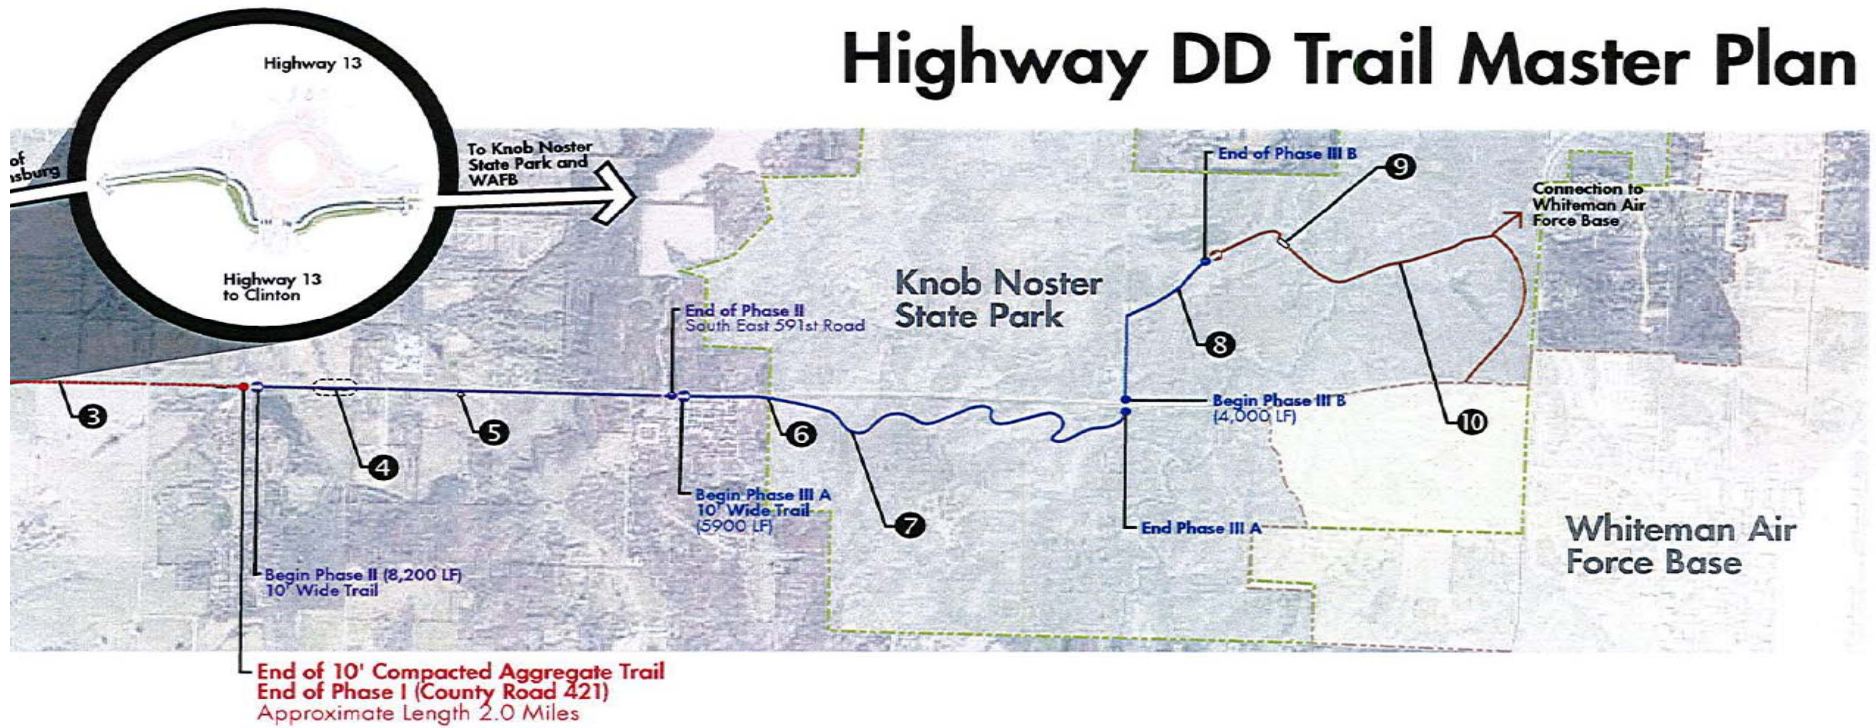 Highway DD Trail Master Plan
Highway 13
of
nsburg
To Knob Noster
State Park and
WAFB
Highway 13
to Clinton
End of Phase III B
9
Connection to
Whiteman Air
Force Base
Knob Noster
State Park
End of Phase II
South East 591st Road
8
3
4
5
6
Begin Phase III B
(4,000 LF)
10
Begin Phase III A
10' Wide Trail
(5900 LF)
7
End Phase III A
Whiteman Air
Force Base
Begin Phase II (8,200 LF)
10' Wide Trail
End of 10' Compacted Aggregate Trail
End of Phase I (County Road 421)
Approximate Length 2.0 Miles